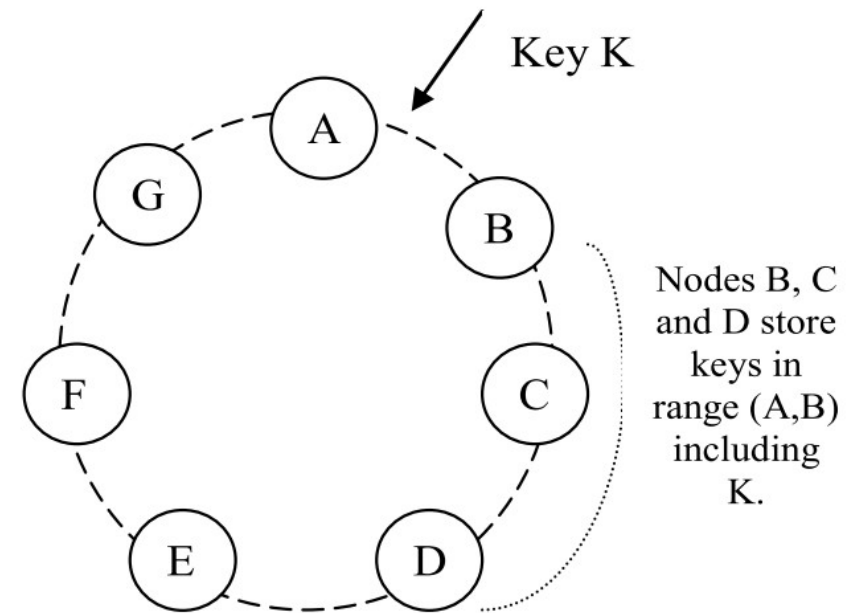 Key K
A
G
B
Nodes B, C
and D store
keys in
range (A,B)
including
K.
F
C
E
D